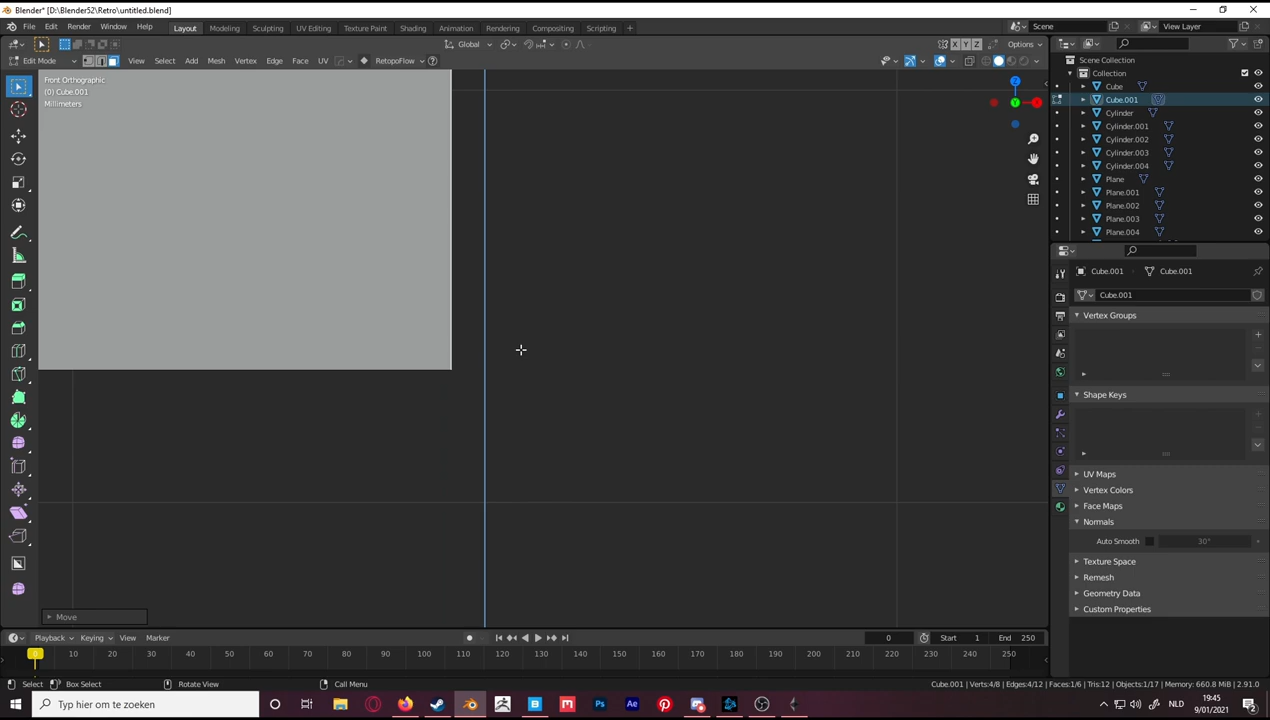 Blender* [D:\Blender52\Retro\untitled.blend]
File Edit Render Window Help Layout Modeling Sculpting UV Editing Texture Paint Shading Animation Rendering Compositing Scripting + Scene View Layer
Global X Y Z Options
Edit Mode View Select Add Mesh Vertex Edge Face UV RetopoFlow
Front Orthographic
(0) Cube.001
Millimeters
Z
Y
X
Scene Collection
Collection
Cube
Cube.001
Cylinder
Cylinder.001
Cylinder.002
Cylinder.003
Cylinder.004
Plane
Plane.001
Plane.002
Plane.003
Plane.004
Cube.001 Cube.001
Cube.001
Vertex Groups
Shape Keys
UV Maps
Vertex Colors
Face Maps
Normals
Auto Smooth 30°
Texture Space
Remesh
Geometry Data
Custom Properties
Move
Playback Keying View Marker 0 Start 1 End 250
0 10 20 30 40 50 60 70 80 90 100 110 120 130 140 150 160 170 180 190 200 210 220 230 240 250
Select Box Select Rotate View Call Menu Cube.001 | Verts:4/8 | Edges:4/12 | Faces:1/6 | Tris:12 | Objects:1/17 | Memory: 660.8 MiB | 2.91.0
Typ hier om te zoeken Ps Ae NLD 19:45
9/01/2021 2